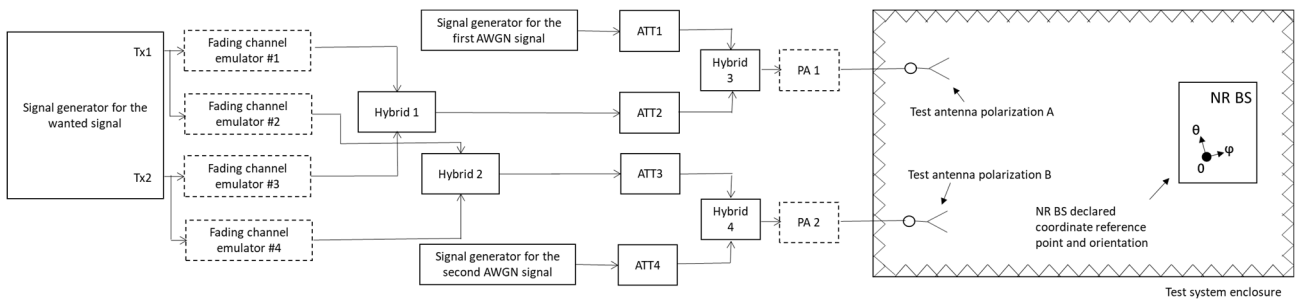 Signal generator for the
wanted signal
Tx1
Tx2
Fading channel
emulator #1
Fading channel
emulator #2
Fading channel
emulator #3
Fading channel
emulator #4
Hybrid 1
Hybrid 2
Signal generator for the
first AWGN signal
Signal generator for the
second AWGN signal
ATT1
ATT2
ATT3
ATT4
Hybrid
3
Hybrid
4
PA 1
PA 2
Test antenna polarization A
Test antenna polarization B
NR BS
θ
φ
0
NR BS declared
coordinate reference
point and orientation
Test system enclosure